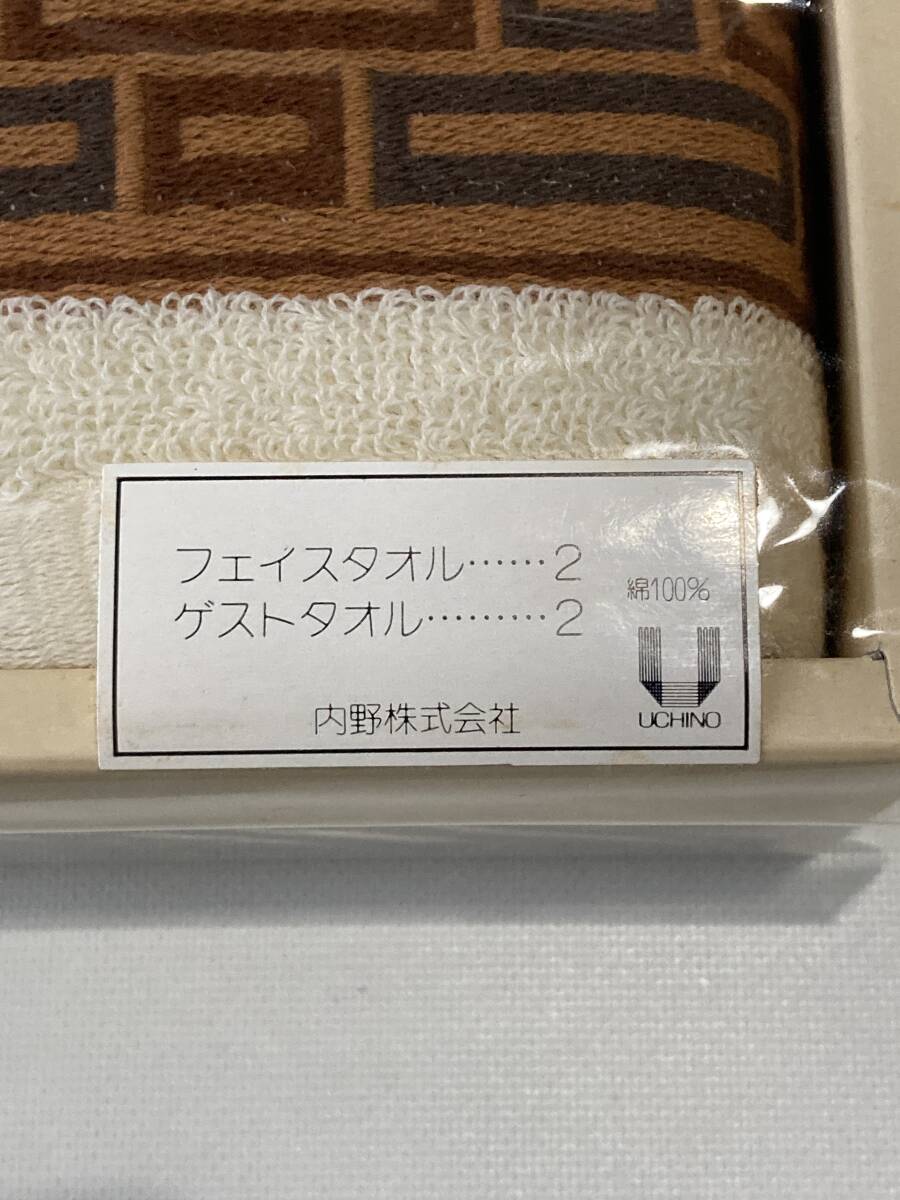 フェイスタオル……2
ゲストタオル………2
綿100%
UCHINO
内野株式会社